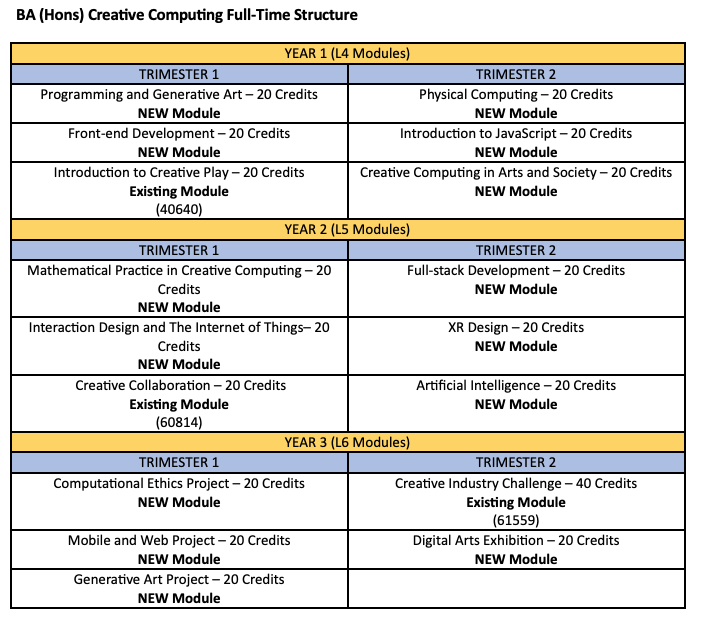 BA (Hons) Creative Computing Full-Time Structure
YEAR 1 (L4 Modules)
TRIMESTER 1
TRIMESTER 2
Programming and Generative Art – 20 Credits
NEW Module
Physical Computing – 20 Credits
NEW Module
Front-end Development – 20 Credits
NEW Module
Introduction to JavaScript – 20 Credits
NEW Module
Introduction to Creative Play – 20 Credits
Existing Module
(40640)
Creative Computing in Arts and Society – 20 Credits
NEW Module
YEAR 2 (L5 Modules)
TRIMESTER 1
TRIMESTER 2
Mathematical Practice in Creative Computing – 20
Credits
NEW Module
Full-stack Development – 20 Credits
NEW Module
Interaction Design and The Internet of Things– 20
Credits
NEW Module
XR Design – 20 Credits
NEW Module
Creative Collaboration – 20 Credits
Existing Module
(60814)
Artificial Intelligence – 20 Credits
NEW Module
YEAR 3 (L6 Modules)
TRIMESTER 1
TRIMESTER 2
Computational Ethics Project – 20 Credits
NEW Module
Creative Industry Challenge – 40 Credits
Existing Module
(61559)
Mobile and Web Project – 20 Credits
NEW Module
Digital Arts Exhibition – 20 Credits
NEW Module
Generative Art Project – 20 Credits
NEW Module